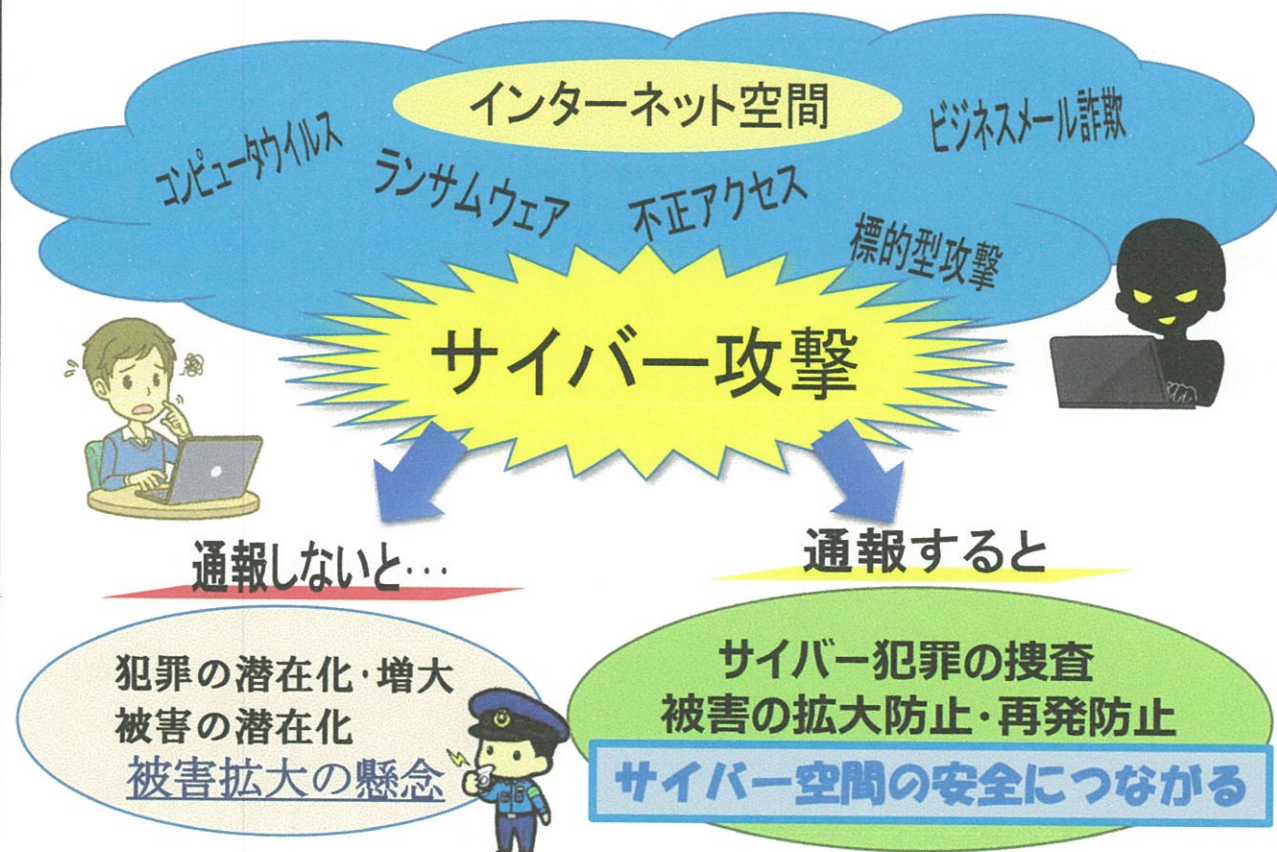 インターネット空間
コンピュータウイルス
ランサムウェア
不正アクセス
ビジネスメール詐欺
標的型攻撃
サイバー攻撃
通報しないと…
犯罪の潜在化・増大
被害の潜在化
被害拡大の懸念
通報すると
サイバー犯罪の捜査
被害の拡大防止・再発防止
サイバー空間の安全につながる